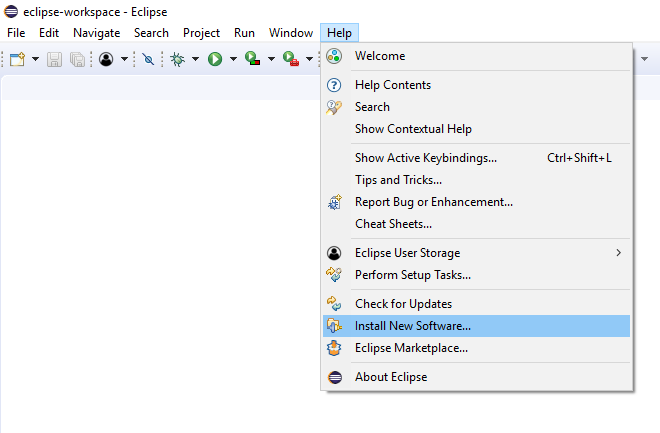 eclipse-workspace - Eclipse
File Edit Navigate Search Project Run Window Help
Welcome
Help Contents
Search
Show Contextual Help
Show Active Keybindings... Ctrl+Shift+L
Tips and Tricks...
Report Bug or Enhancement...
Cheat Sheets...
Eclipse User Storage
Perform Setup Tasks...
Check for Updates
Install New Software...
Eclipse Marketplace...
About Eclipse